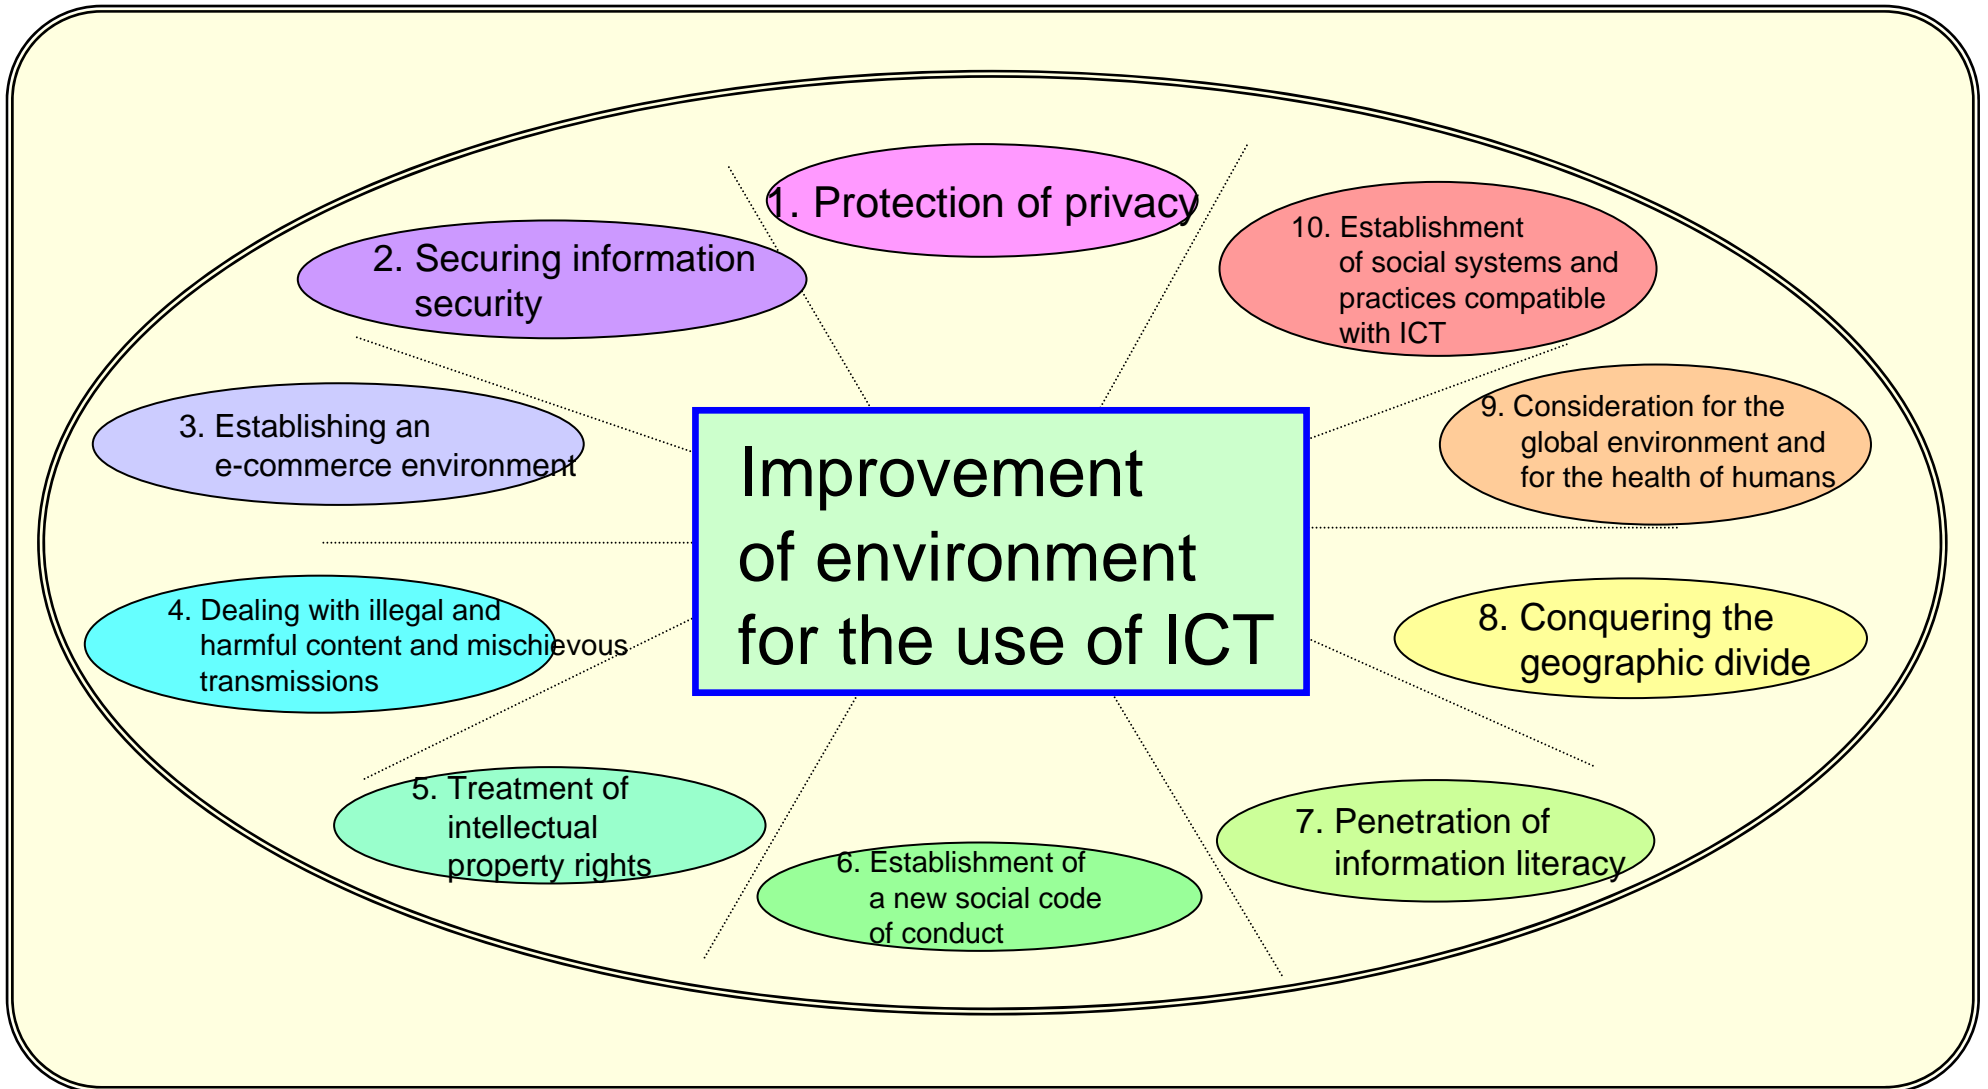 1. Protection of privacy
2. Securing information
security
3. Establishing an
e-commerce environment
4. Dealing with illegal and
harmful content and mischievous
transmissions
5. Treatment of
intellectual
property rights
6. Establishment of
a new social code
of conduct
7. Penetration of
information literacy
8. Conquering the
geographic divide
9. Consideration for the
global environment and
for the health of humans
10. Establishment
of social systems and
practices compatible
with ICT
Improvement
of environment
for the use of ICT